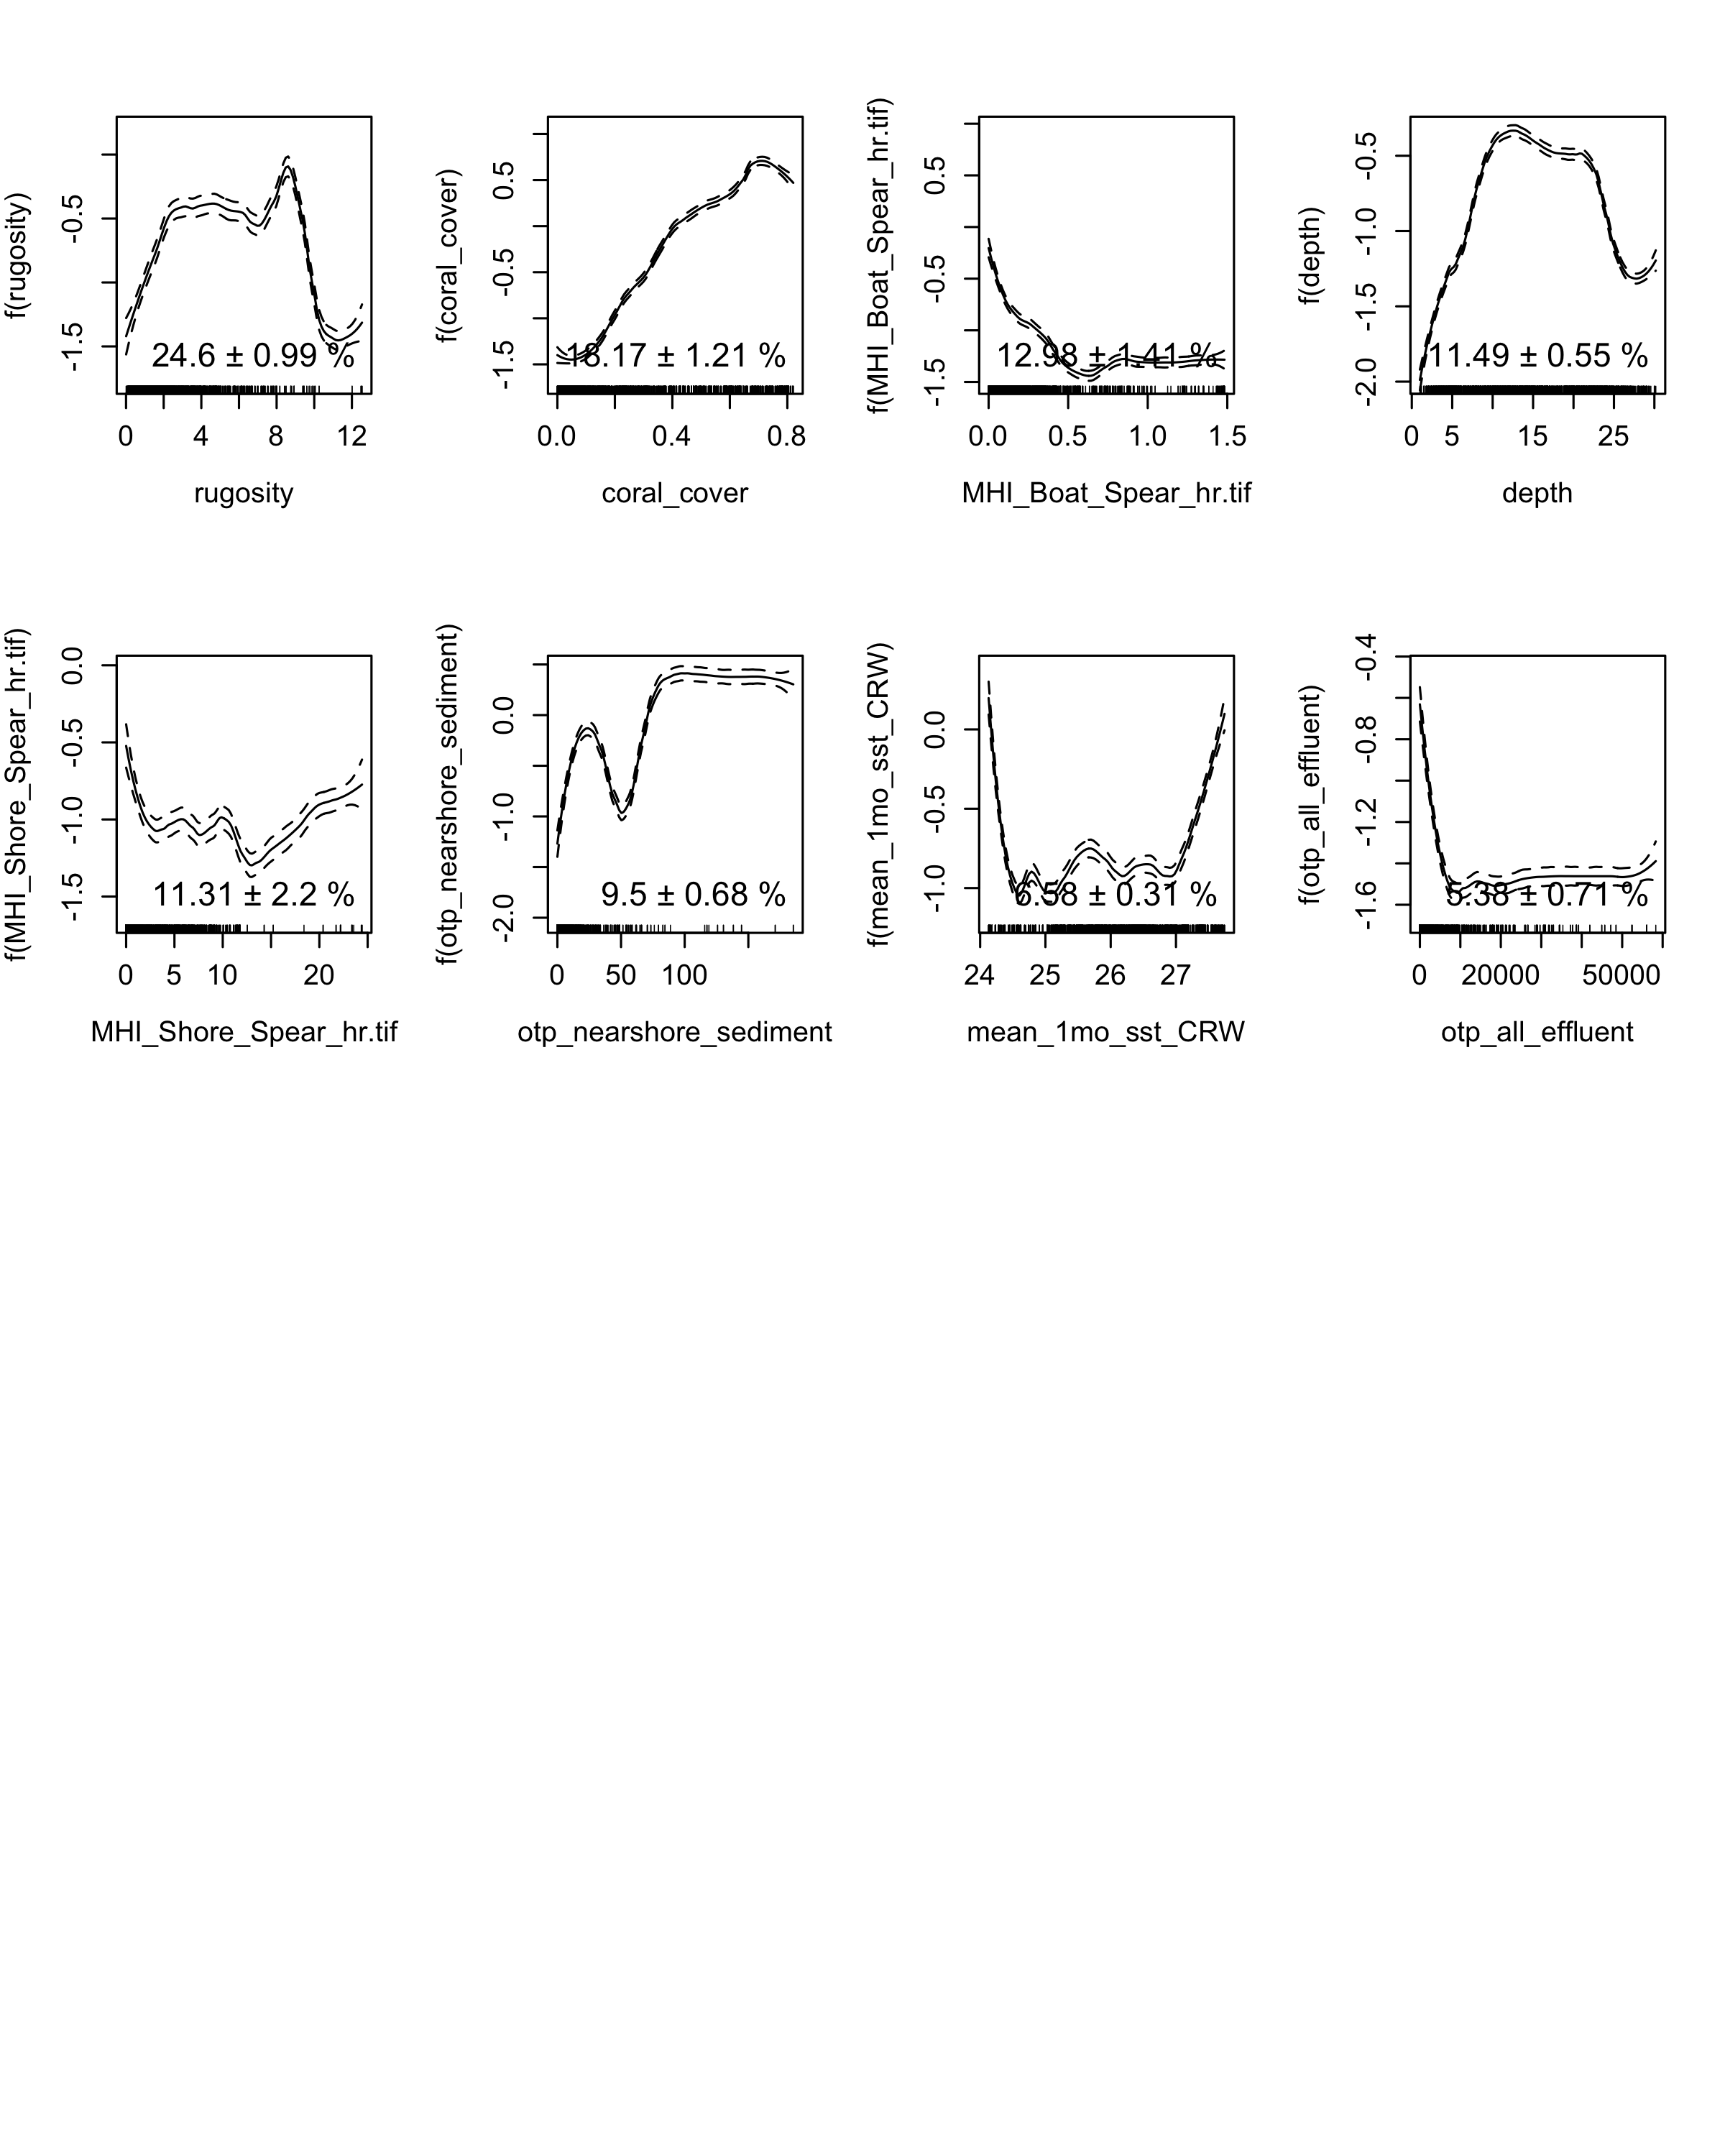 f(rugosity)
-0.5
-1.5
24.6 ± 0.99 %
0 4 8 12
rugosity
f(coral_cover)
0.5
-0.5
-1.5
18.17 ± 1.21 %
0.0 0.4 0.8
coral_cover
f(MHI_Boat_Spear_hr.tif)
0.5
-0.5
-1.5
12.98 ± 1.41 %
0.0 0.5 1.0 1.5
MHI_Boat_Spear_hr.tif
f(depth)
-0.5
-1.0
-1.5
-2.0
11.49 ± 0.55 %
0 5 15 25
depth
f(MHI_Shore_Spear_hr.tif)
0.0
-0.5
-1.0
-1.5
11.31 ± 2.2 %
0 5 10 20
MHI_Shore_Spear_hr.tif
f(otp_nearshore_sediment)
0.0
-1.0
-2.0
9.5 ± 0.68 %
0 50 100
otp_nearshore_sediment
f(mean_1mo_sst_CRW)
0.0
-0.5
-1.0
6.58 ± 0.31 %
24 25 26 27
mean_1mo_sst_CRW
f(otp_all_effluent)
-0.4
-0.8
-1.2
-1.6
5.38 ± 0.71 %
0 20000 50000
otp_all_effluent